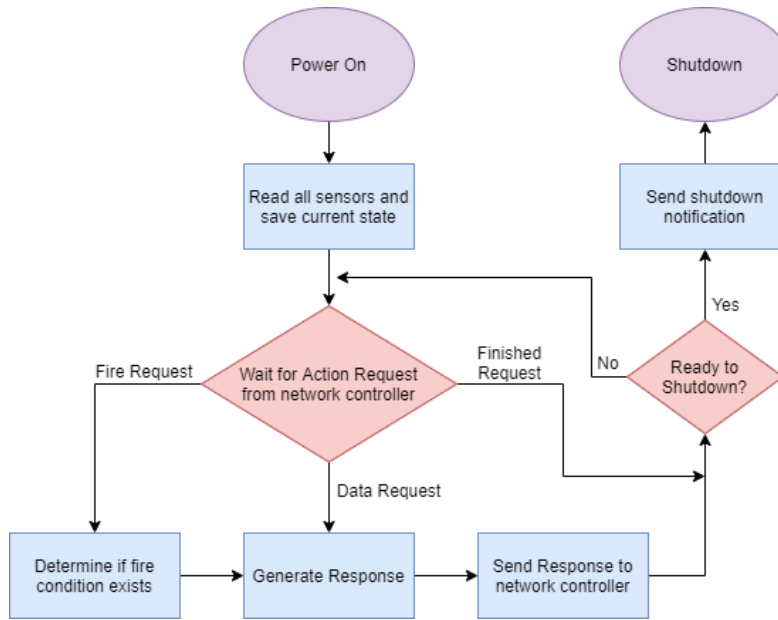 Power On
Shutdown
Read all sensors and
save current state
Send shutdown
notification
Yes
Fire Request
Wait for Action Request
from network controller
Finished
Request
No
Ready to
Shutdown?
Data Request
Determine if fire
condition exists
Generate Response
Send Response to
network controller